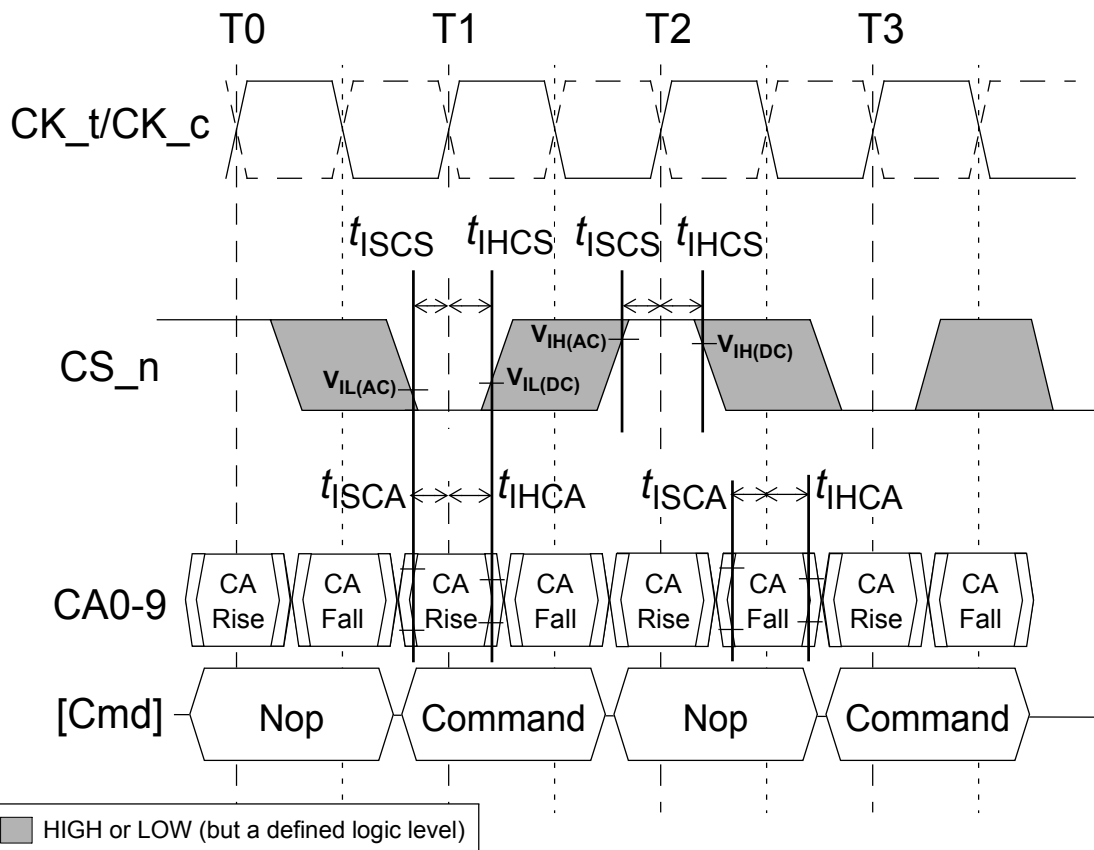 T0 T1 T2 T3
CK_t/CK_c
tISCS tIHCS tISCS tIHCS
CS_n
VIL(AC) VIL(DC) VIH(AC) VIH(DC)
tISCA tIHCA tISCA tIHCA
CA0-9
CA Rise
CA Fall
CA Rise
CA Fall
CA Rise
CA Fall
CA Rise
CA Fall
[Cmd] Nop Command Nop Command
HIGH or LOW (but a defined logic level)